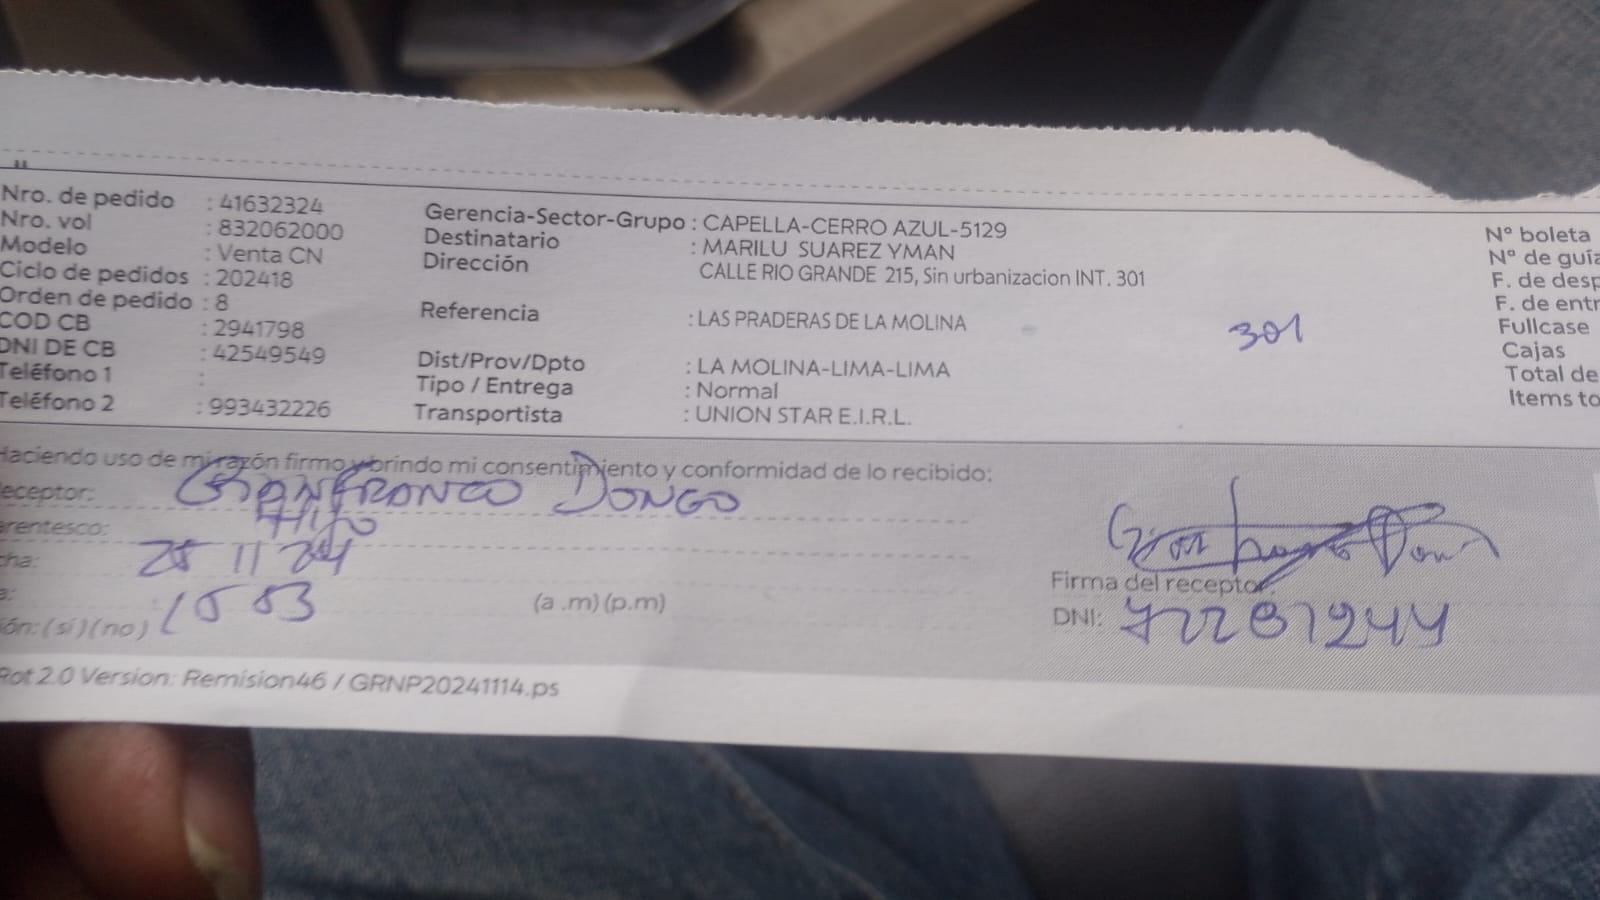 Nro. de pedido : 41632324
Nro. vol : 832062000
Modelo : Venta CN
Ciclo de pedidos : 202418
Orden de pedido : 8
COD CB : 2941798
DNI DE CB : 42549549
Teléfono 1 :
Teléfono 2 : 993432226
Gerencia-Sector-Grupo : CAPELLA-CERRO AZUL-5129
Destinatario : MARILU SUAREZ YMAN
Dirección CALLE RIO GRANDE 215, Sin urbanizacion INT. 301
Referencia : LAS PRADERAS DE LA MOLINA
Dist/Prov/Dpto : LA MOLINA-LIMA-LIMA
Tipo / Entrega : Normal
Transportista : UNION STAR E.I.R.L.
301
N° boleta
N° de guía
F. de desp
F. de entr
Fullcase
Cajas
Total de
Items to
Haciendo uso de mi razón firmo y brindo mi consentimiento y conformidad de lo recibido:
eceptor: GIANFRANCO DONGO
arentesco: HIJO
cha: 25 11 24
a: 15 53 (a .m) (p.m)
ión: (si) (no)
Firma del receptor:
DNI: 72281244
Rot 2.0 Version: Remision46 / GRNP20241114.ps